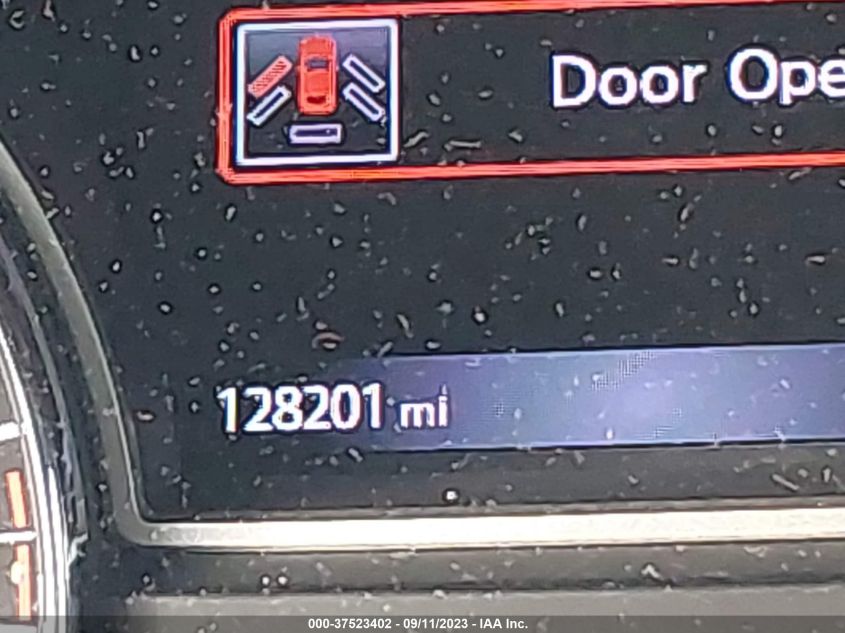 Door Ope
128201 mi
000-37523402 - 09/11/2023 - IAA Inc.